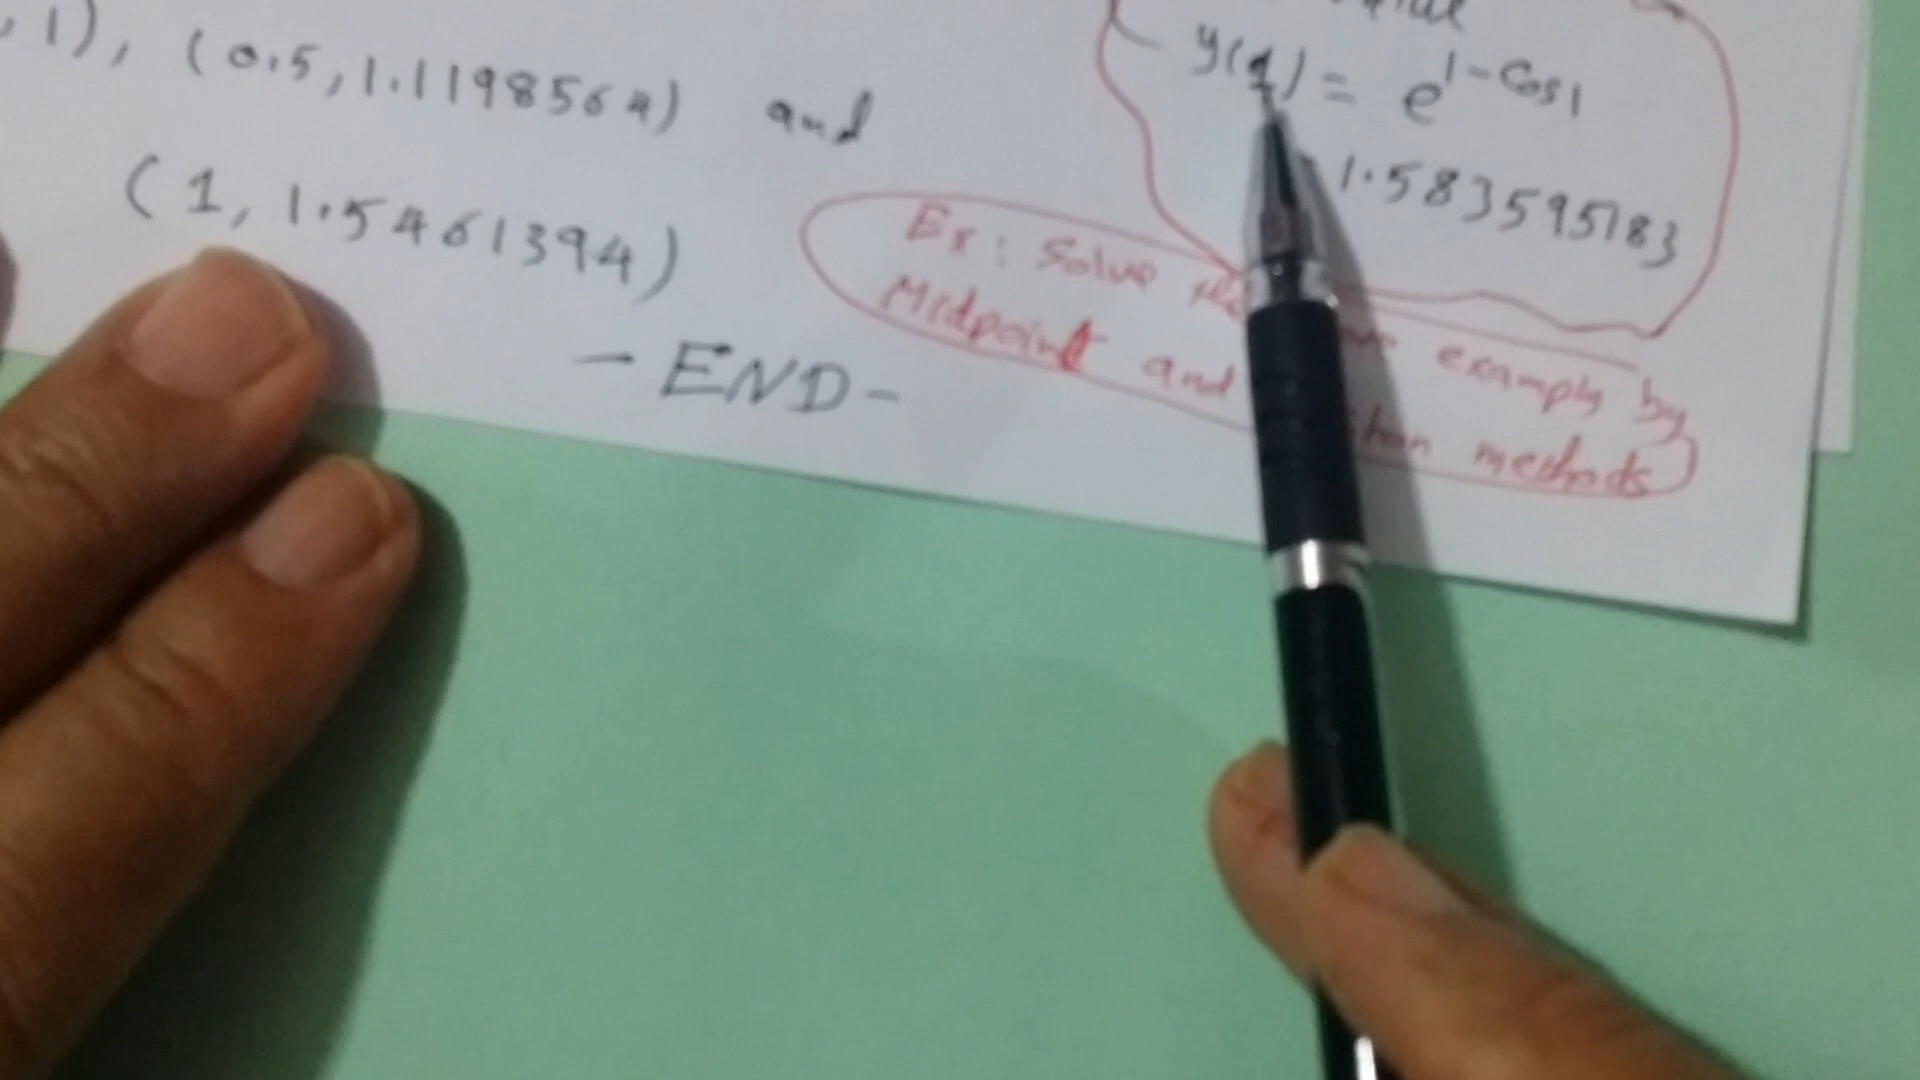 , 1), (0.5, 1.1198564) and
(1, 1.5461394)
- END -
y(1) = e^1-Cos1
1.583595183
Ex: Solve example by
Midpoint and methods